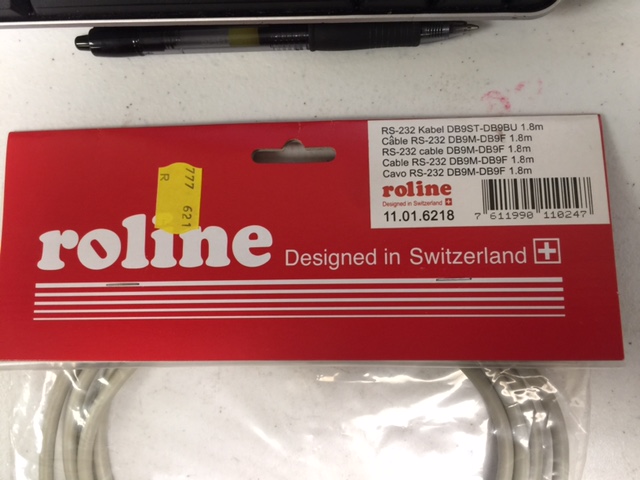 RS-232 Kabel DB9ST-DB9BU 1.8m
Câble RS-232 DB9M-DB9F 1.8m
RS-232 cable DB9M-DB9F 1.8m
Cable RS-232 DB9M-DB9F 1.8m
Cavo RS-232 DB9M-DB9F 1.8m
roline
Designed in Switzerland
11.01.6218
7 611990 110247
777 621
R
roline
Designed in Switzerland